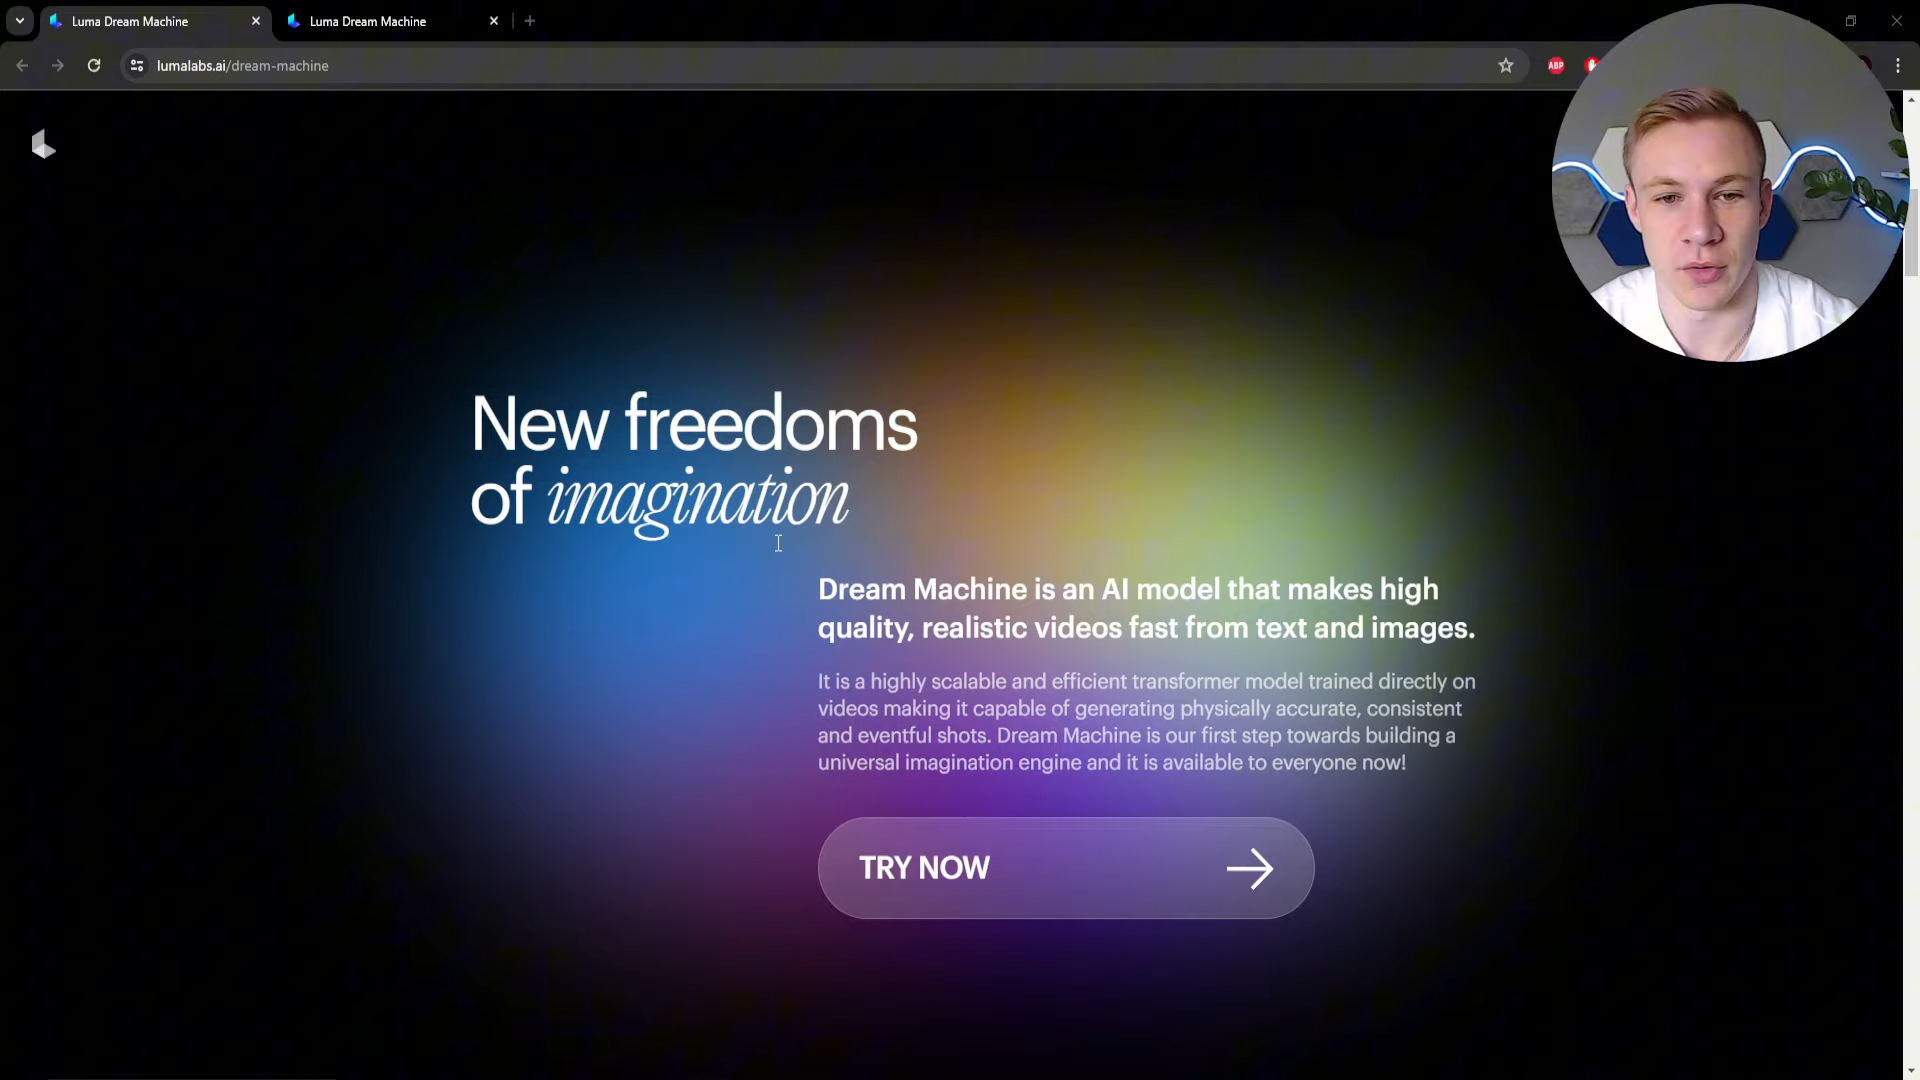 Luma Dream Machine
Luma Dream Machine
lumalabs.ai/dream-machine
ABP
New freedoms
of imagination
Dream Machine is an AI model that makes high
quality, realistic videos fast from text and images.
It is a highly scalable and efficient transformer model trained directly on
videos making it capable of generating physically accurate, consistent
and eventful shots. Dream Machine is our first step towards building a
universal imagination engine and it is available to everyone now!
TRY NOW